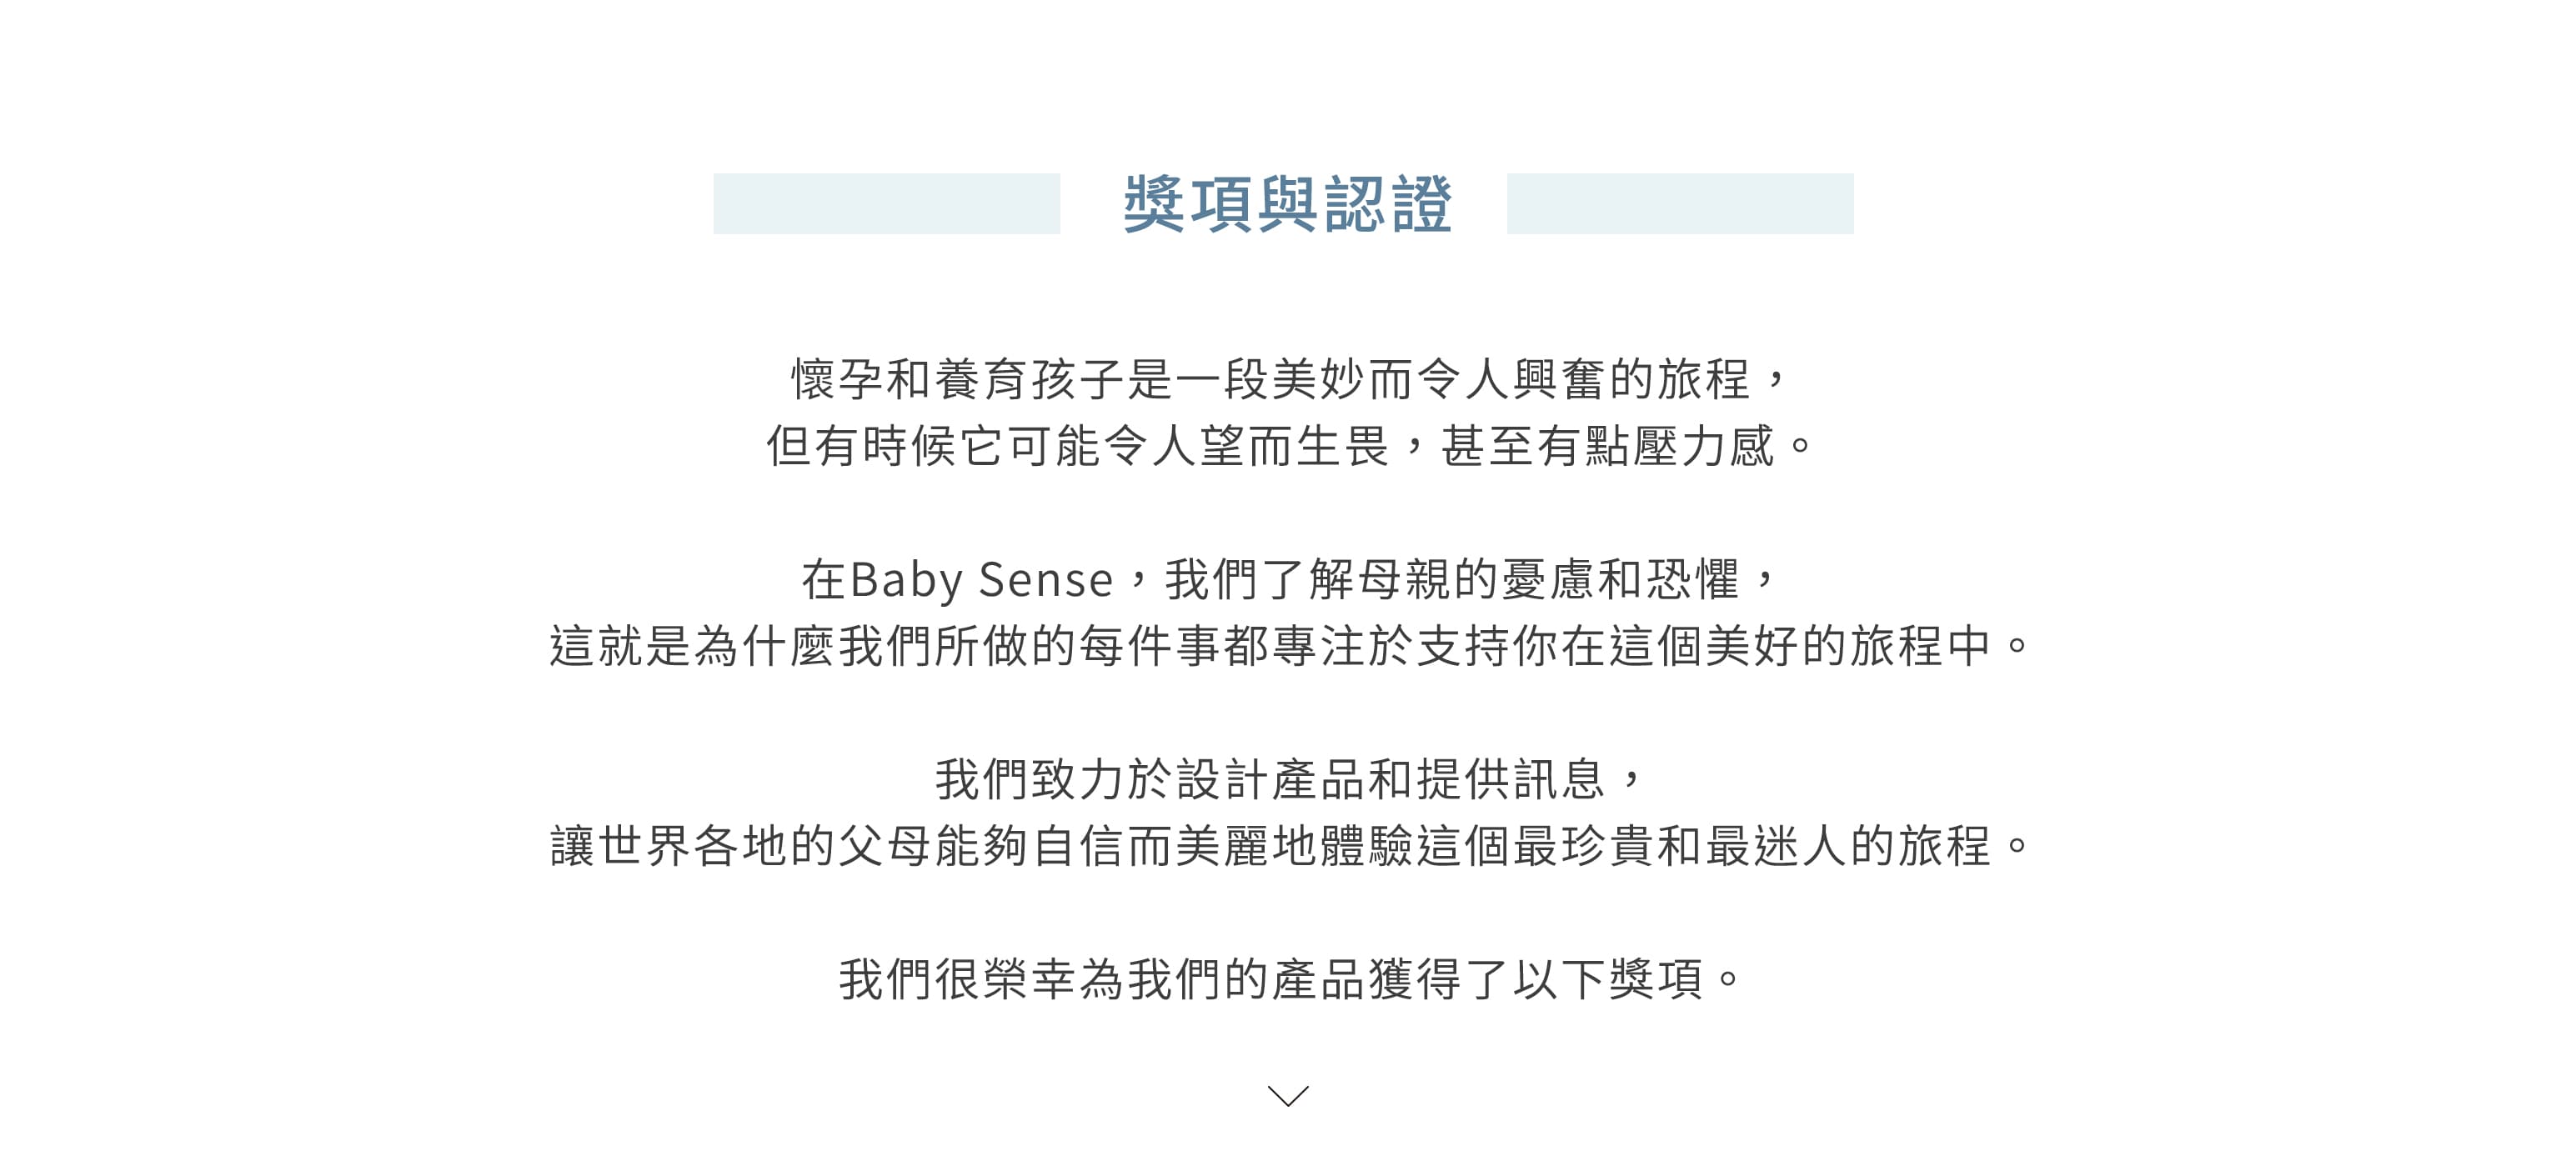 獎項與認證
懷孕和養育孩子是一段美妙而令人興奮的旅程，
但有時候它可能令人望而生畏，甚至有點壓力感。
在Baby Sense，我們了解母親的憂慮和恐懼，
這就是為什麼我們所做的每件事都專注於支持你在這個美好的旅程中。
我們致力於設計產品和提供訊息，
讓世界各地的父母能夠自信而美麗地體驗這個最珍貴和最迷人的旅程。
我們很榮幸為我們的產品獲得了以下獎項。